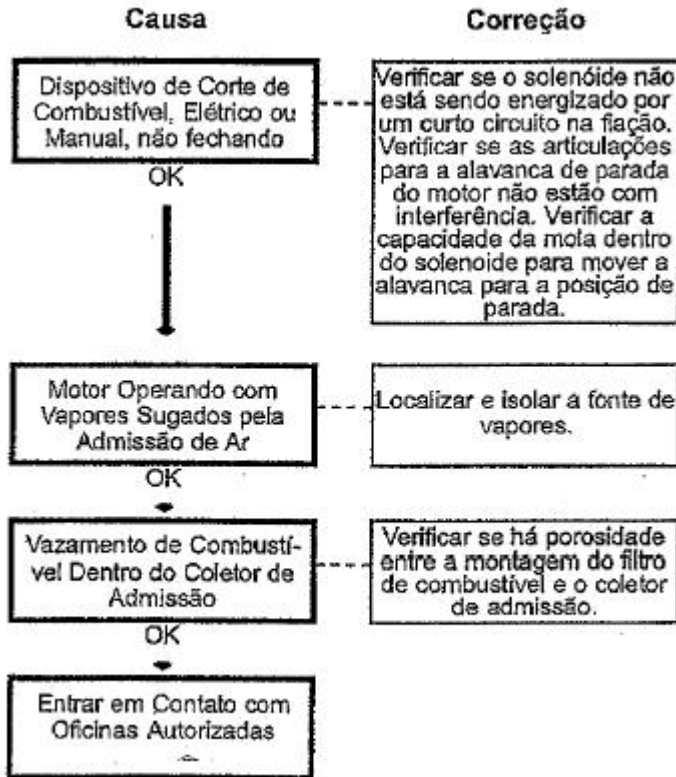 Causa
Correção
Dispositivo de Corte de
Combustível, Elétrico ou
Manual, não fechando
Verificar se o solenóide não
está sendo energizado por
um curto circuito na fiação.
Verificar se as articulações
para a alavanca de parada
do motor não estão com
interferência. Verificar a
capacidade da mola dentro
do solenoide para mover a
alavanca para a posição de
parada.
OK
Motor Operando com
Vapores Sugados pela
Admissão de Ar
Localizar e isolar a fonte de
vapores.
OK
Vazamento de Combustí-
vel Dentro do Coletor de
Admissão
Verificar se há porosidade
entre a montagem do filtro
de combustível e o coletor
de admissão.
OK
Entrar em Contato com
Oficinas Autorizadas